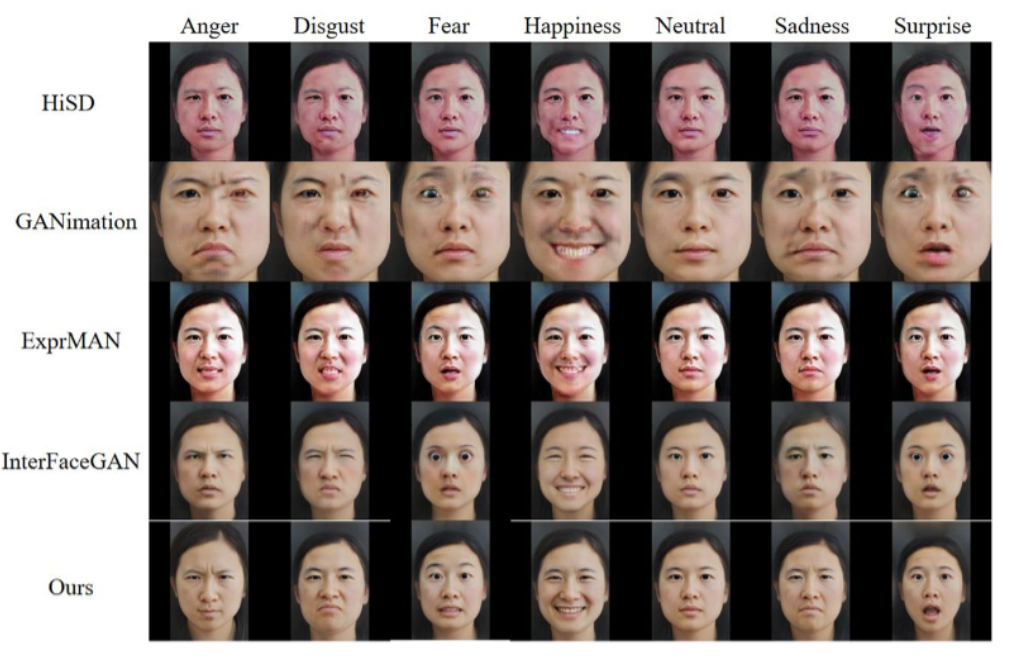 Anger Disgust Fear Happiness Neutral Sadness Surprise
HiSD
GANimation
ExprMAN
InterFaceGAN
Ours